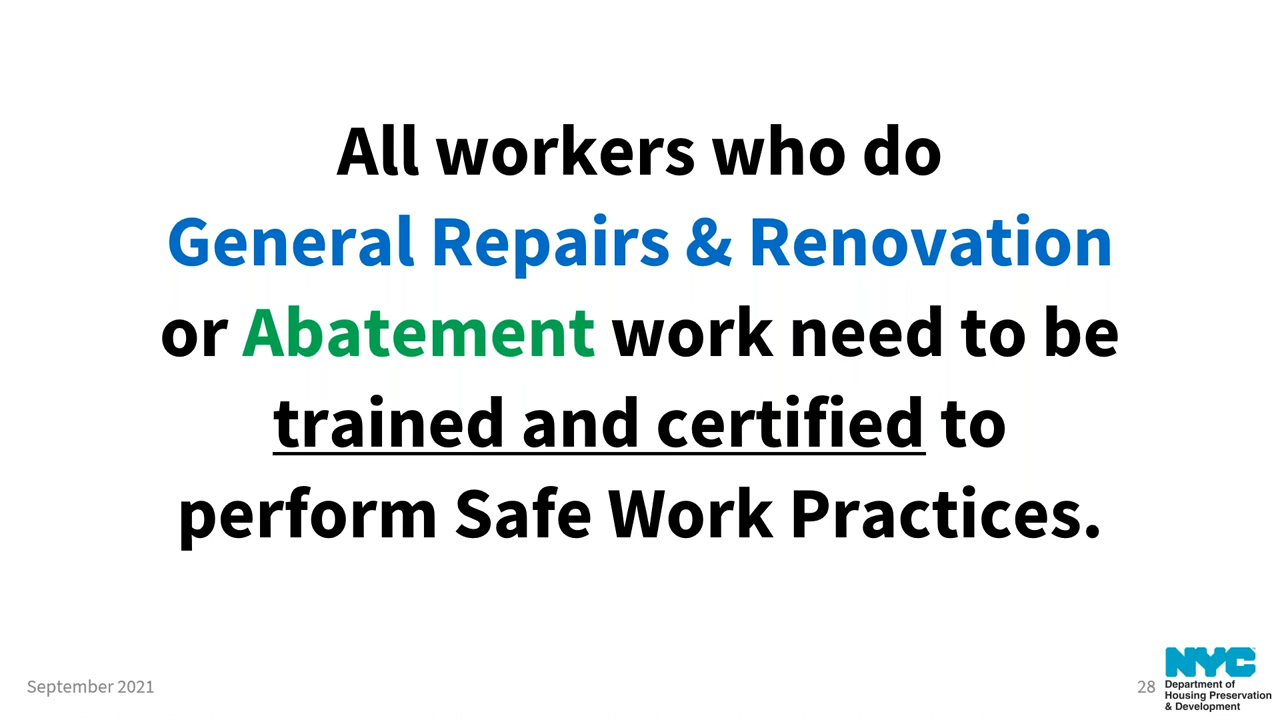 All workers who do
General Repairs & Renovation
or Abatement work need to be
trained and certified to
perform Safe Work Practices.
September 2021
28
NYC
Department of
Housing Preservation
& Development